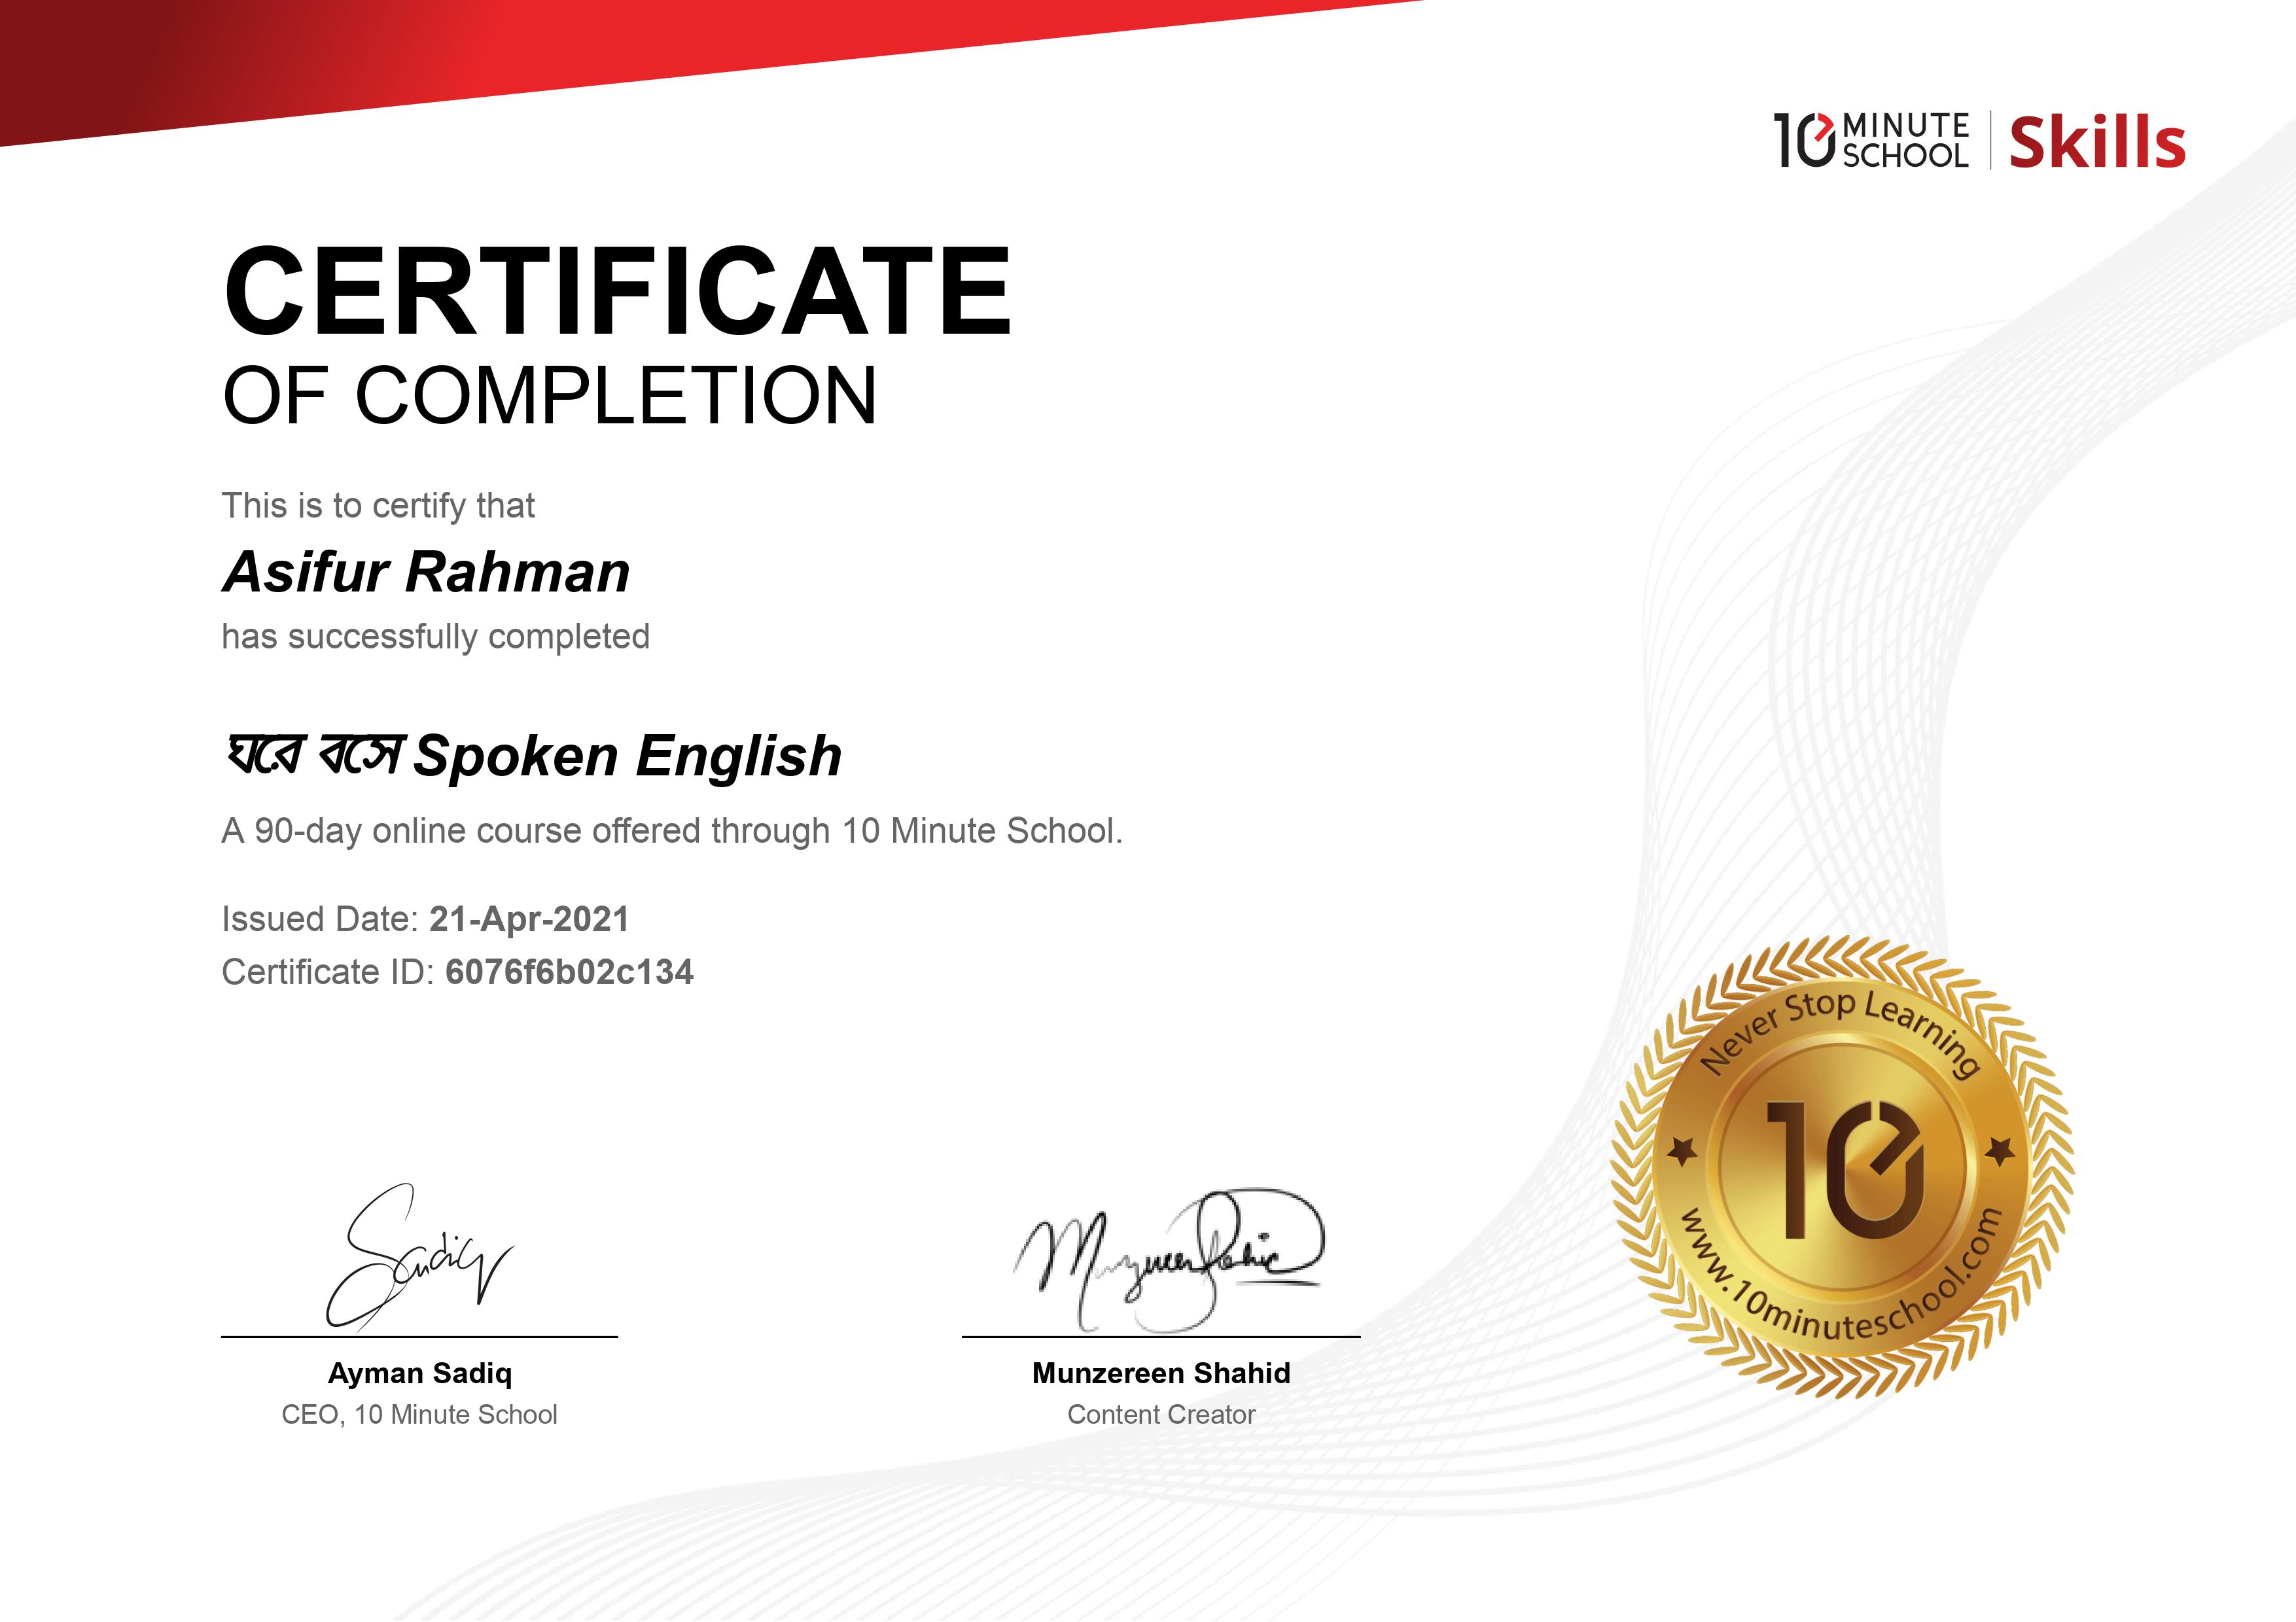 10 MINUTE SCHOOL | Skills
CERTIFICATE
OF COMPLETION
This is to certify that
Asifur Rahman
has successfully completed
ঘরে বসে Spoken English
A 90-day online course offered through 10 Minute School.
Issued Date: 21-Apr-2021
Certificate ID: 6076f6b02c134
Never Stop Learning
10
www.10minuteschool.com
Sadiq
Munzereen Shahid
Ayman Sadiq
CEO, 10 Minute School
Munzereen Shahid
Content Creator